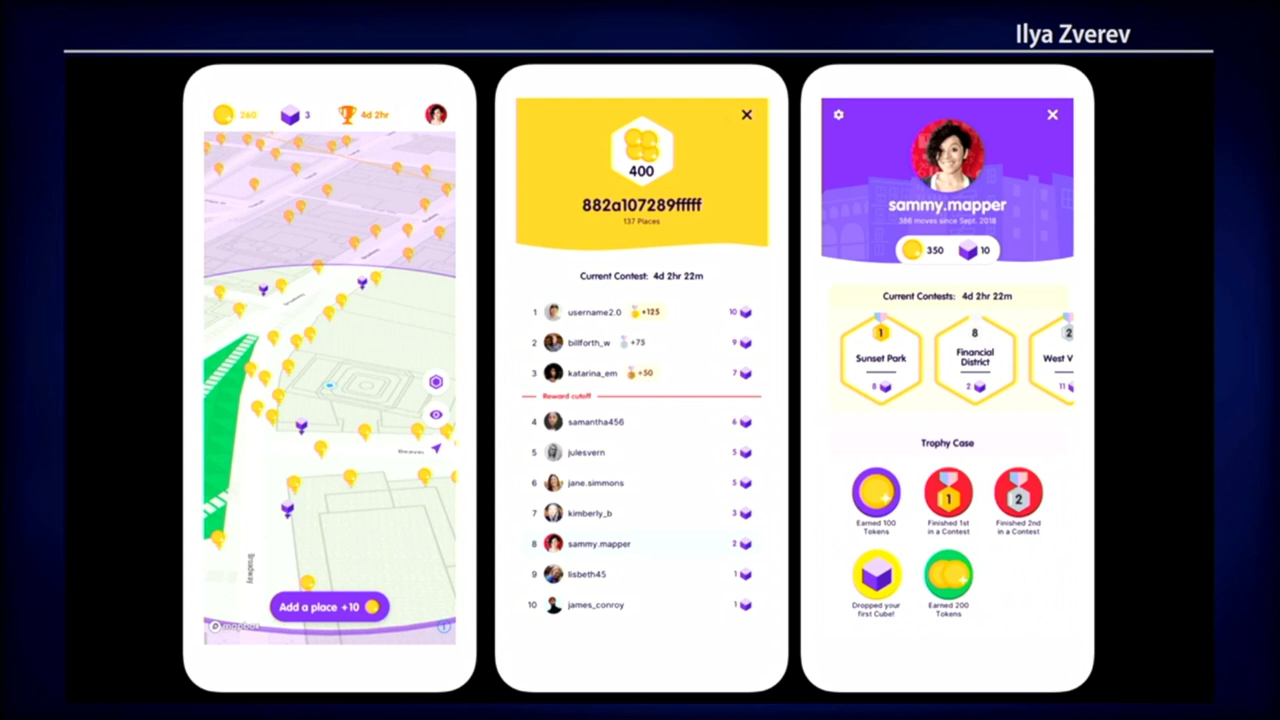 Ilya Zverev
260
3
4d 2hr
Broadway
Beaver
Broadway
Add a place +10
mapbox
400
882a107289fffff
137 Places
Current Contest: 4d 2hr 22m
1 username2.0 +125 10
2 billforth_w +75 9
3 katarina_em +50 7
Reward cutoff
4 samantha456 6
5 julesvern 5
6 jane.simmons 5
7 kimberly_b 3
8 sammy.mapper 2
9 lisbeth45 1
10 james_conroy 1
sammy.mapper
386 moves since Sept. 2018
350 10
Current Contests: 4d 2hr 22m
1 8 2
Sunset Park Financial District West V
8 2 11
Trophy Case
1 2
Earned 100 Finished 1st Finished 2nd
Tokens in a Contest in a Contest
Dropped your Earned 200
first Cube! Tokens